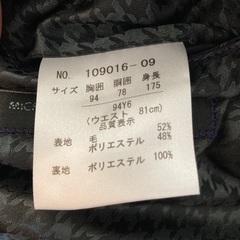 NO. 109016-09
サイズ 胸囲 胴囲 身長
94 78 175
94Y6
(ウエスト 81cm)
品質表示
表地 毛 52%
ポリエステル 48%
裏地 ポリエステル 100%